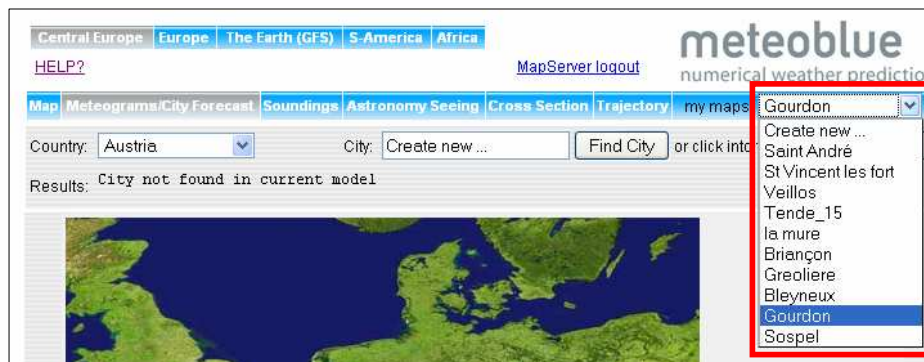 Central Europe Europe The Earth (GFS) S-America Africa
meteoblue
HELP? MapServer logout
numerical weather predictio
Map Meteograms/City Forecast Soundings Astronomy Seeing Cross Section Trajectory my maps Gourdon
Country: Austria City: Create new ... Find City or click into
Results: City not found in current model
Create new ...
Saint André
St Vincent les fort
Veillos
Tende_15
la mure
Briançon
Greoliere
Bleyneux
Gourdon
Sospel